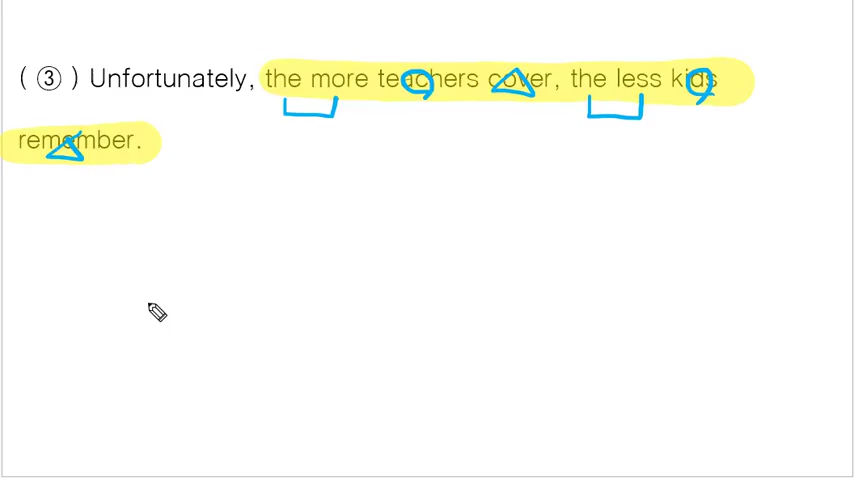 ( ③ ) Unfortunately, the more teachers cover, the less kids
remember.